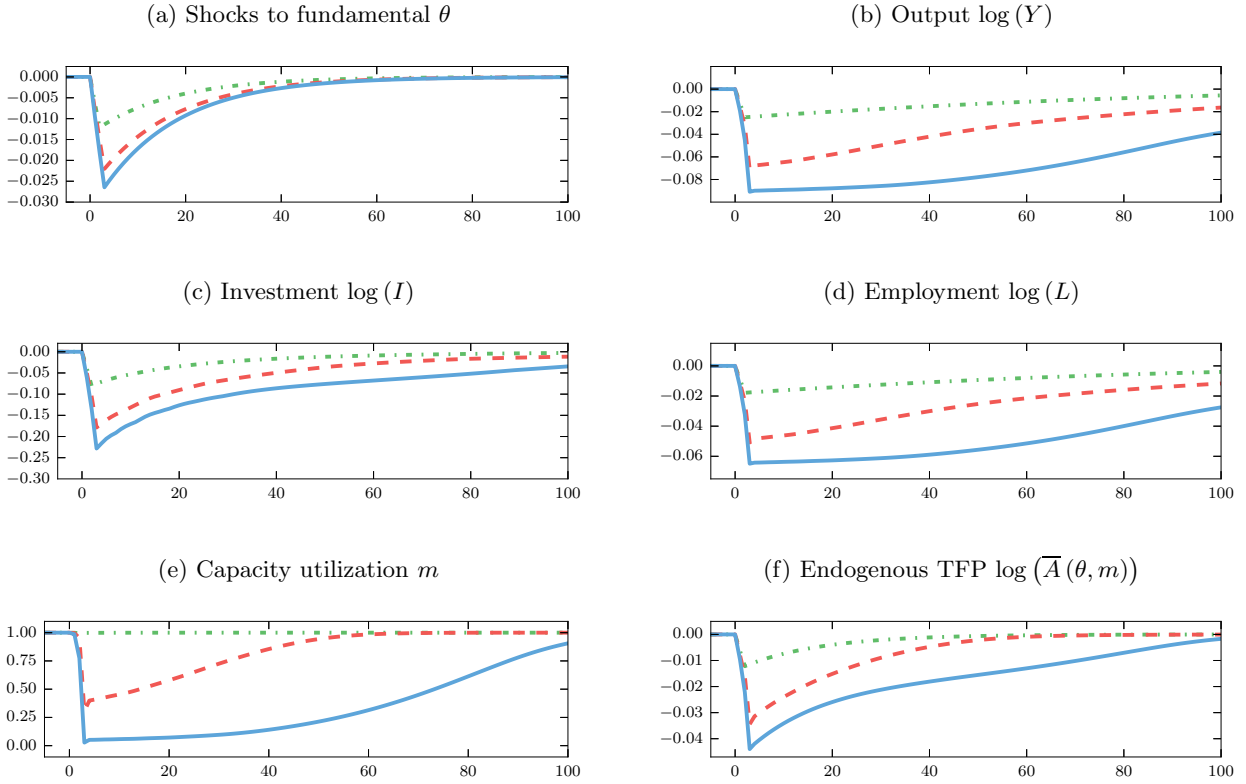 (a) Shocks to fundamental θ
0.000
−0.005
−0.010
−0.015
−0.020
−0.025
−0.030
0 20 40 60 80 100
(b) Output log (Y)
0.00
−0.02
−0.04
−0.06
−0.08
0 20 40 60 80 100
(c) Investment log (I)
0.00
−0.05
−0.10
−0.15
−0.20
−0.25
−0.30
0 20 40 60 80 100
(d) Employment log (L)
0.00
−0.02
−0.04
−0.06
0 20 40 60 80 100
(e) Capacity utilization m
1.00
0.75
0.50
0.25
0.00
0 20 40 60 80 100
(f) Endogenous TFP log (A̅ (θ, m))
0.00
−0.01
−0.02
−0.03
−0.04
0 20 40 60 80 100